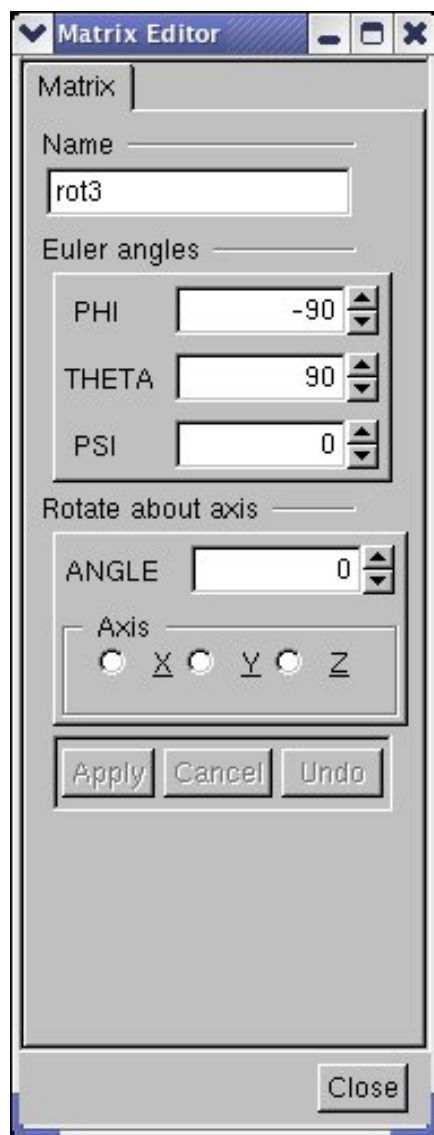 Matrix Editor
Matrix
Name
rot3
Euler angles
PHI -90
THETA 90
PSI 0
Rotate about axis
ANGLE 0
Axis
X Y Z
Apply Cancel Undo
Close